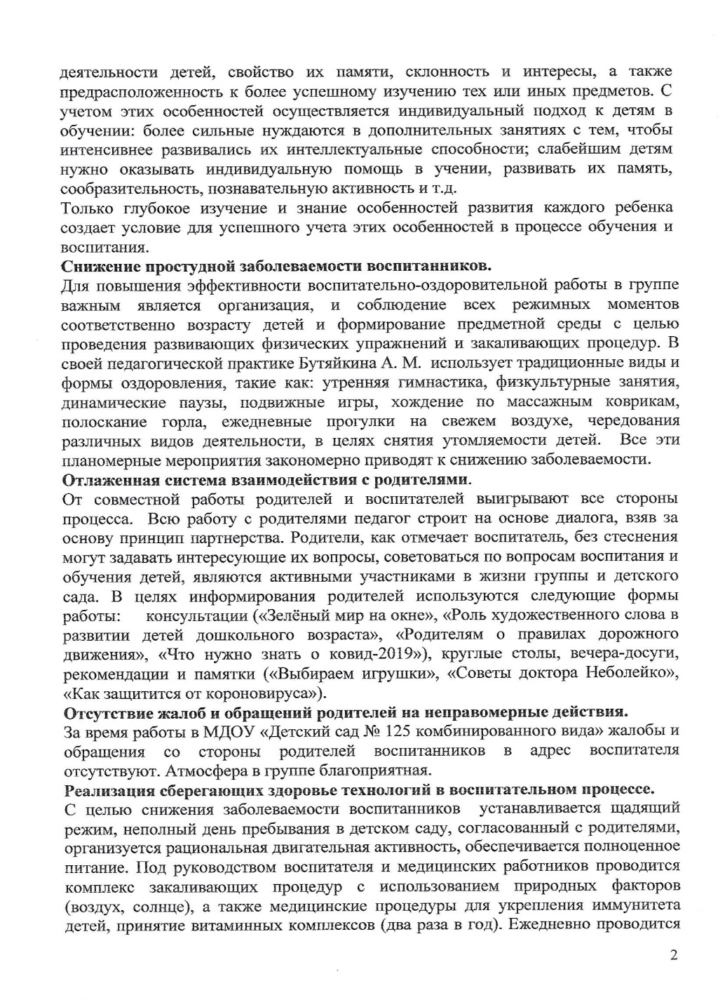 деятельности детей, свойство их памяти, склонность и интересы, а также
предрасположенность к более успешному изучению тех или иных предметов. С
учетом этих особенностей осуществляется индивидуальный подход к детям в
обучении: более сильные нуждаются в дополнительных занятиях с тем, чтобы
интенсивнее развивались их интеллектуальные способности; слабейшим детям
нужно оказывать индивидуальную помощь в учении, развивать их память,
сообразительность, познавательную активность и т.д.
Только глубокое изучение и знание особенностей развития каждого ребенка
создает условие для успешного учета этих особенностей в процессе обучения и
воспитания.
Снижение простудной заболеваемости воспитанников.
Для повышения эффективности воспитательно-оздоровительной работы в группе
важным является организация, и соблюдение всех режимных моментов
соответственно возрасту детей и формирование предметной среды с целью
проведения развивающих физических упражнений и закаливающих процедур. В
своей педагогической практике Бутяйкина А. М. использует традиционные виды и
формы оздоровления, такие как: утренняя гимнастика, физкультурные занятия,
динамические паузы, подвижные игры, хождение по массажным коврикам,
полоскание горла, ежедневные прогулки на свежем воздухе, чередования
различных видов деятельности, в целях снятия утомляемости детей. Все эти
планомерные мероприятия закономерно приводят к снижению заболеваемости.
Отлаженная система взаимодействия с родителями.
От совместной работы родителей и воспитателей выигрывают все стороны
процесса. Всю работу с родителями педагог строит на основе диалога, взяв за
основу принцип партнерства. Родители, как отмечает воспитатель, без стеснения
могут задавать интересующие их вопросы, советоваться по вопросам воспитания и
обучения детей, являются активными участниками в жизни группы и детского
сада. В целях информирования родителей используются следующие формы
работы: консультации («Зелёный мир на окне», «Роль художественного слова в
развитии детей дошкольного возраста», «Родителям о правилах дорожного
движения», «Что нужно знать о ковид-2019»), круглые столы, вечера-досуги,
рекомендации и памятки («Выбираем игрушки», «Советы доктора Неболейко»,
«Как защитится от короновируса»).
Отсутствие жалоб и обращений родителей на неправомерные действия.
За время работы в МДОУ «Детский сад № 125 комбинированного вида» жалобы и
обращения со стороны родителей воспитанников в адрес воспитателя
отсутствуют. Атмосфера в группе благоприятная.
Реализация сберегающих здоровье технологий в воспитательном процессе.
С целью снижения заболеваемости воспитанников устанавливается щадящий
режим, неполный день пребывания в детском саду, согласованный с родителями,
организуется рациональная двигательная активность, обеспечивается полноценное
питание. Под руководством воспитателя и медицинских работников проводится
комплекс закаливающих процедур с использованием природных факторов
(воздух, солнце), а также медицинские процедуры для укрепления иммунитета
детей, принятие витаминных комплексов (два раза в год). Ежедневно проводится
2